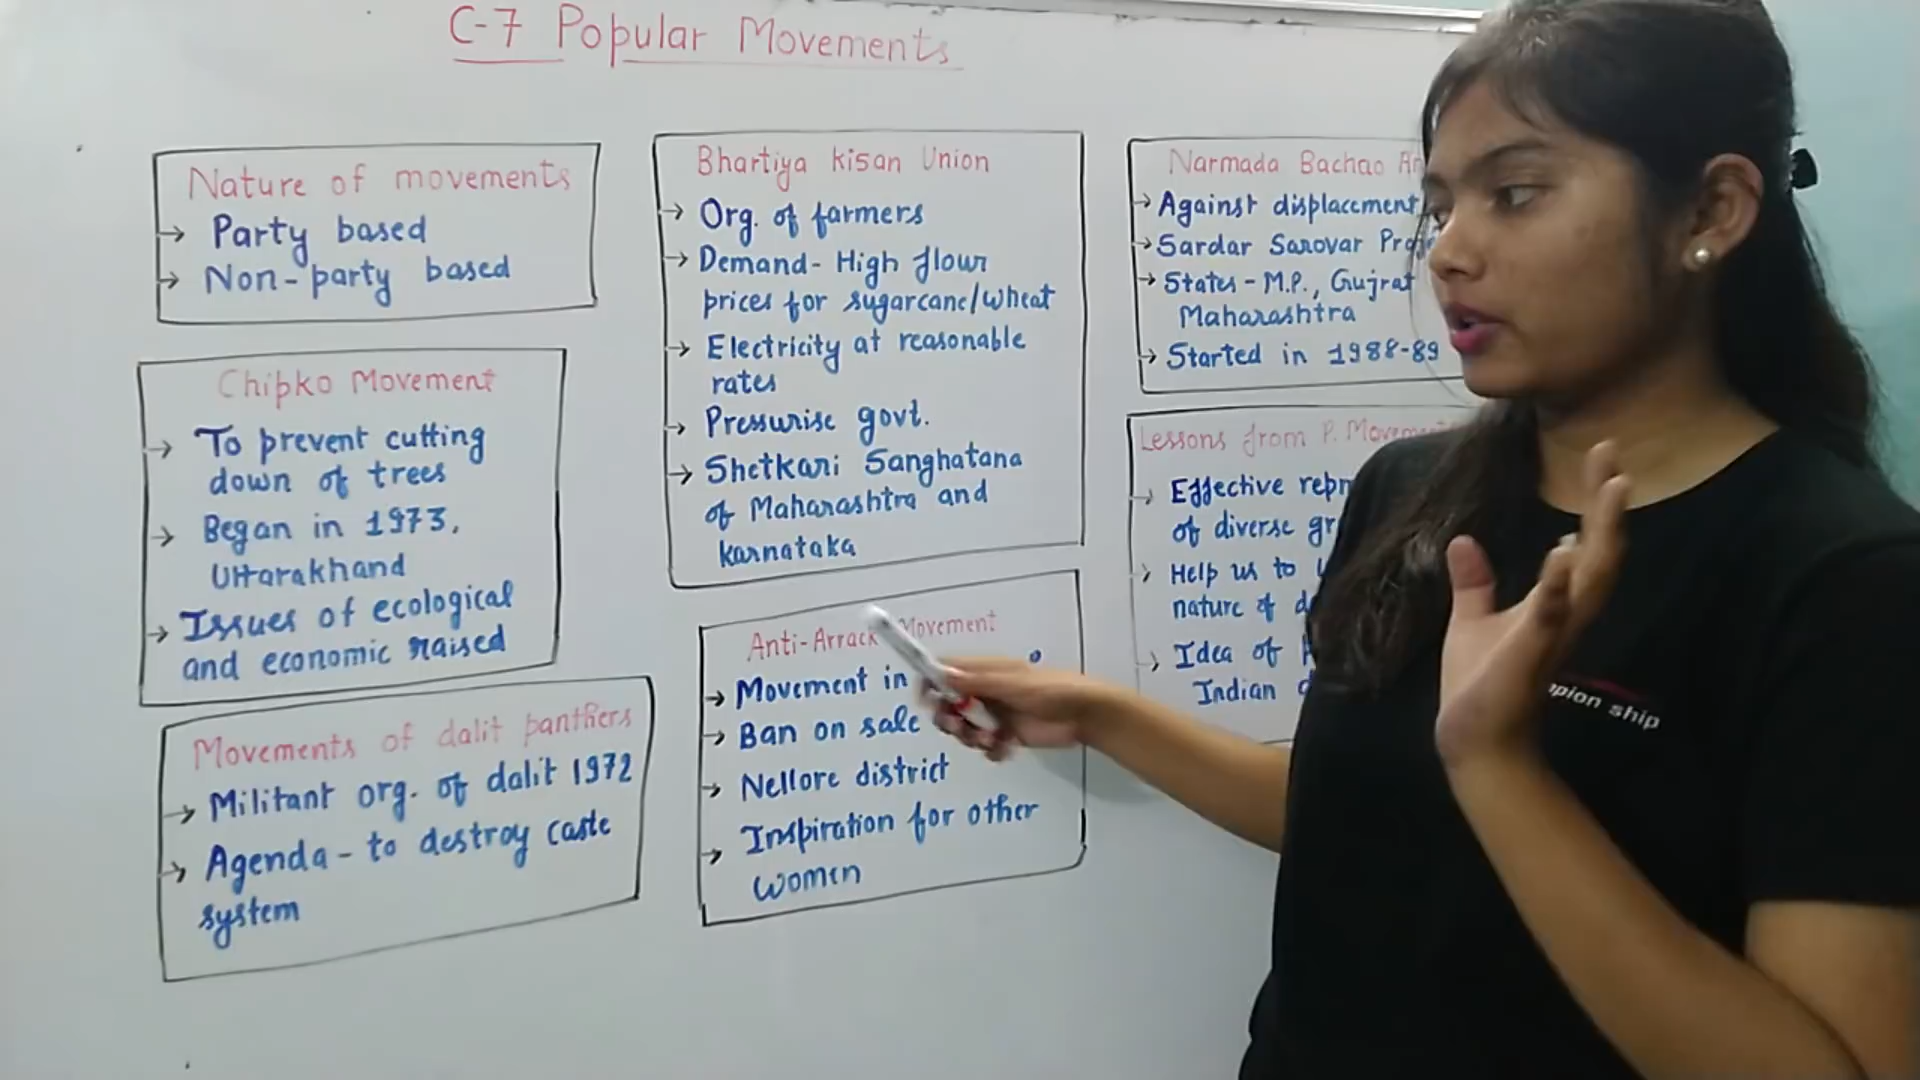 C-7 Popular Movements
Nature of movements
→ Party based
→ Non-party based
Chipko Movement
→ To prevent cutting
down of trees
→ Began in 1973,
Uttarakhand
→ Issues of ecological
and economic raised
Movements of dalit panthers
→ Militant org. of dalit 1972
→ Agenda - to destroy caste
system
Bhartiya kisan Union
→ Org. of farmers
→ Demand - High flour
prices for sugarcane/wheat
→ Electricity at reasonable
rates
→ Pressurise govt.
→ Shetkari Sanghatana
of Maharashtra and
karnataka
Anti-Arrack Movement
→ Movement in
→ Ban on sale
→ Nellore district
→ Inspiration for other
women
Narmada Bachao
→ Against displacement
→ Sardar Sarovar
→ States - M.P., Gujrat
Maharashtra
→ Started in 1988-89
Lessons from P. Movements
→ Effective
of diverse
→ Help us to
nature of
→ Idea of
Indian
pion ship